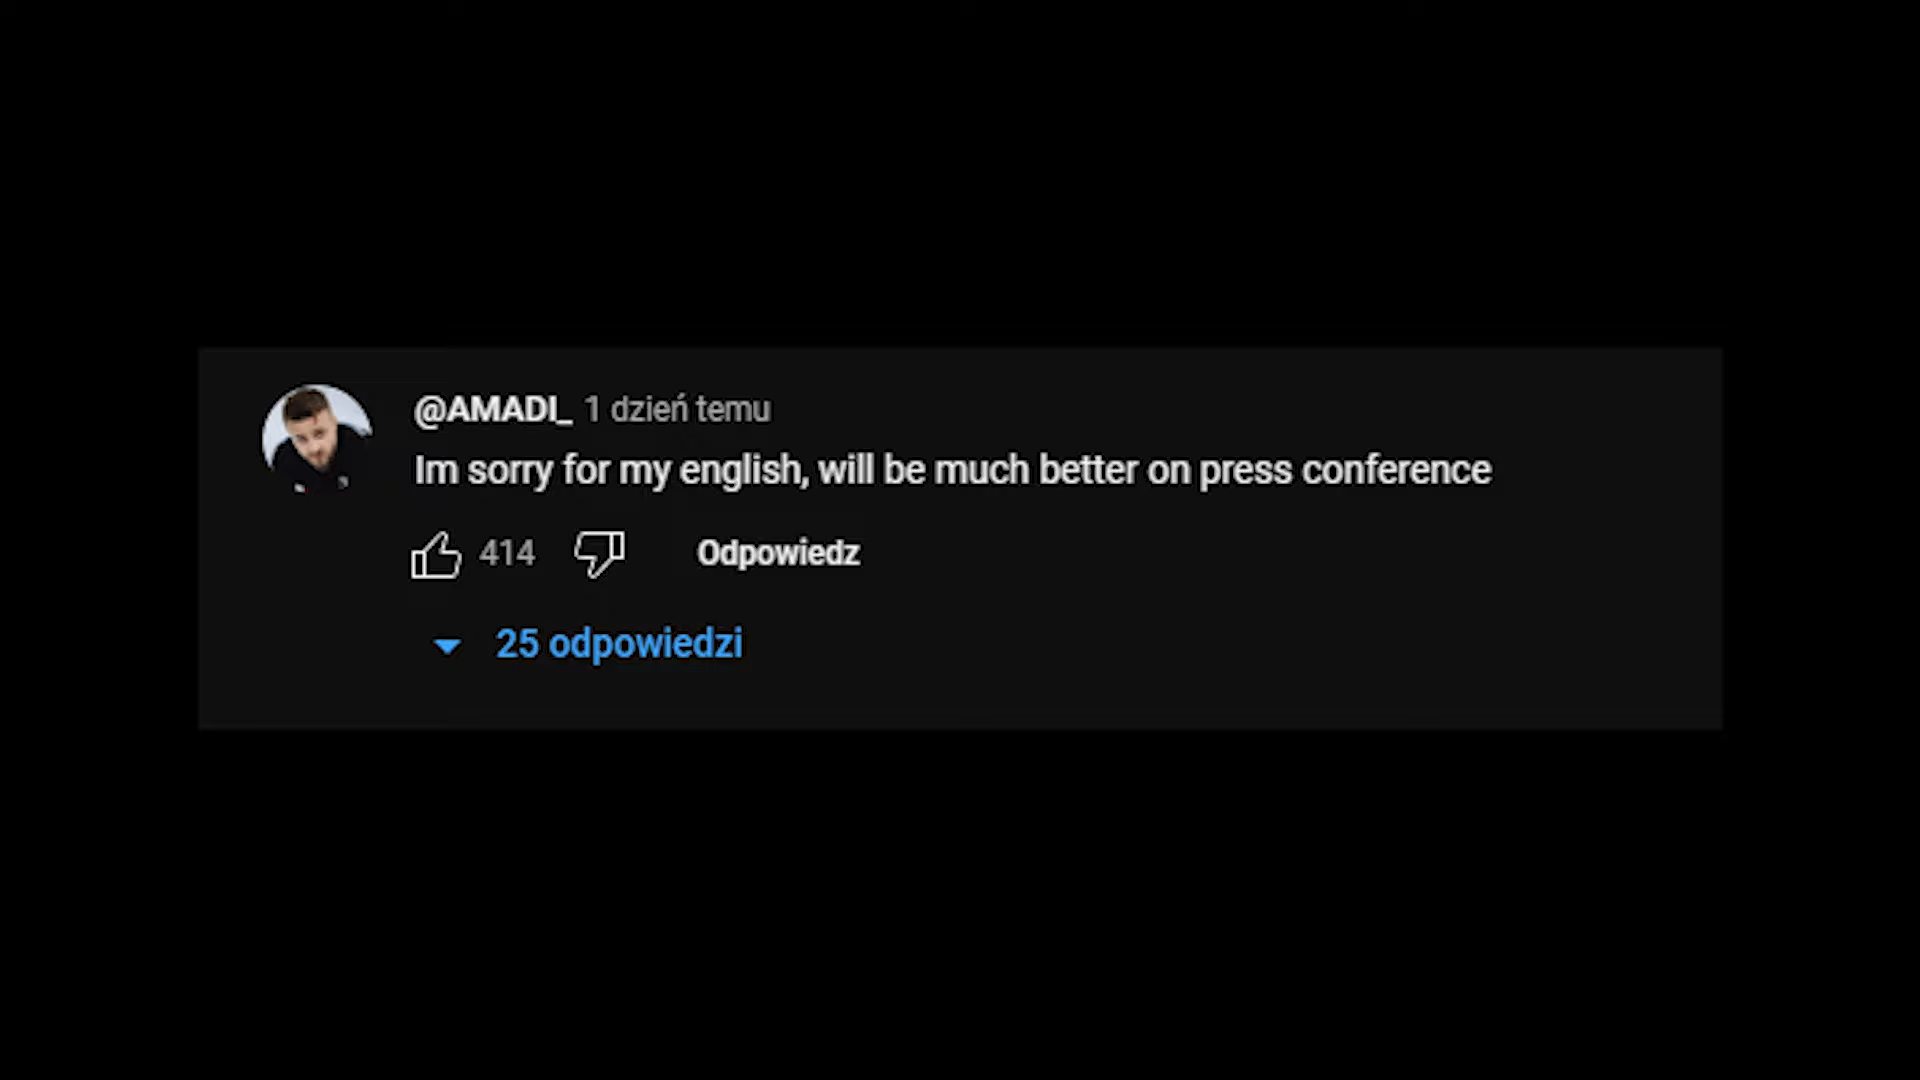 @AMADI_ 1 dzień temu
Im sorry for my english, will be much better on press conference
414 Odpowiedz
25 odpowiedzi